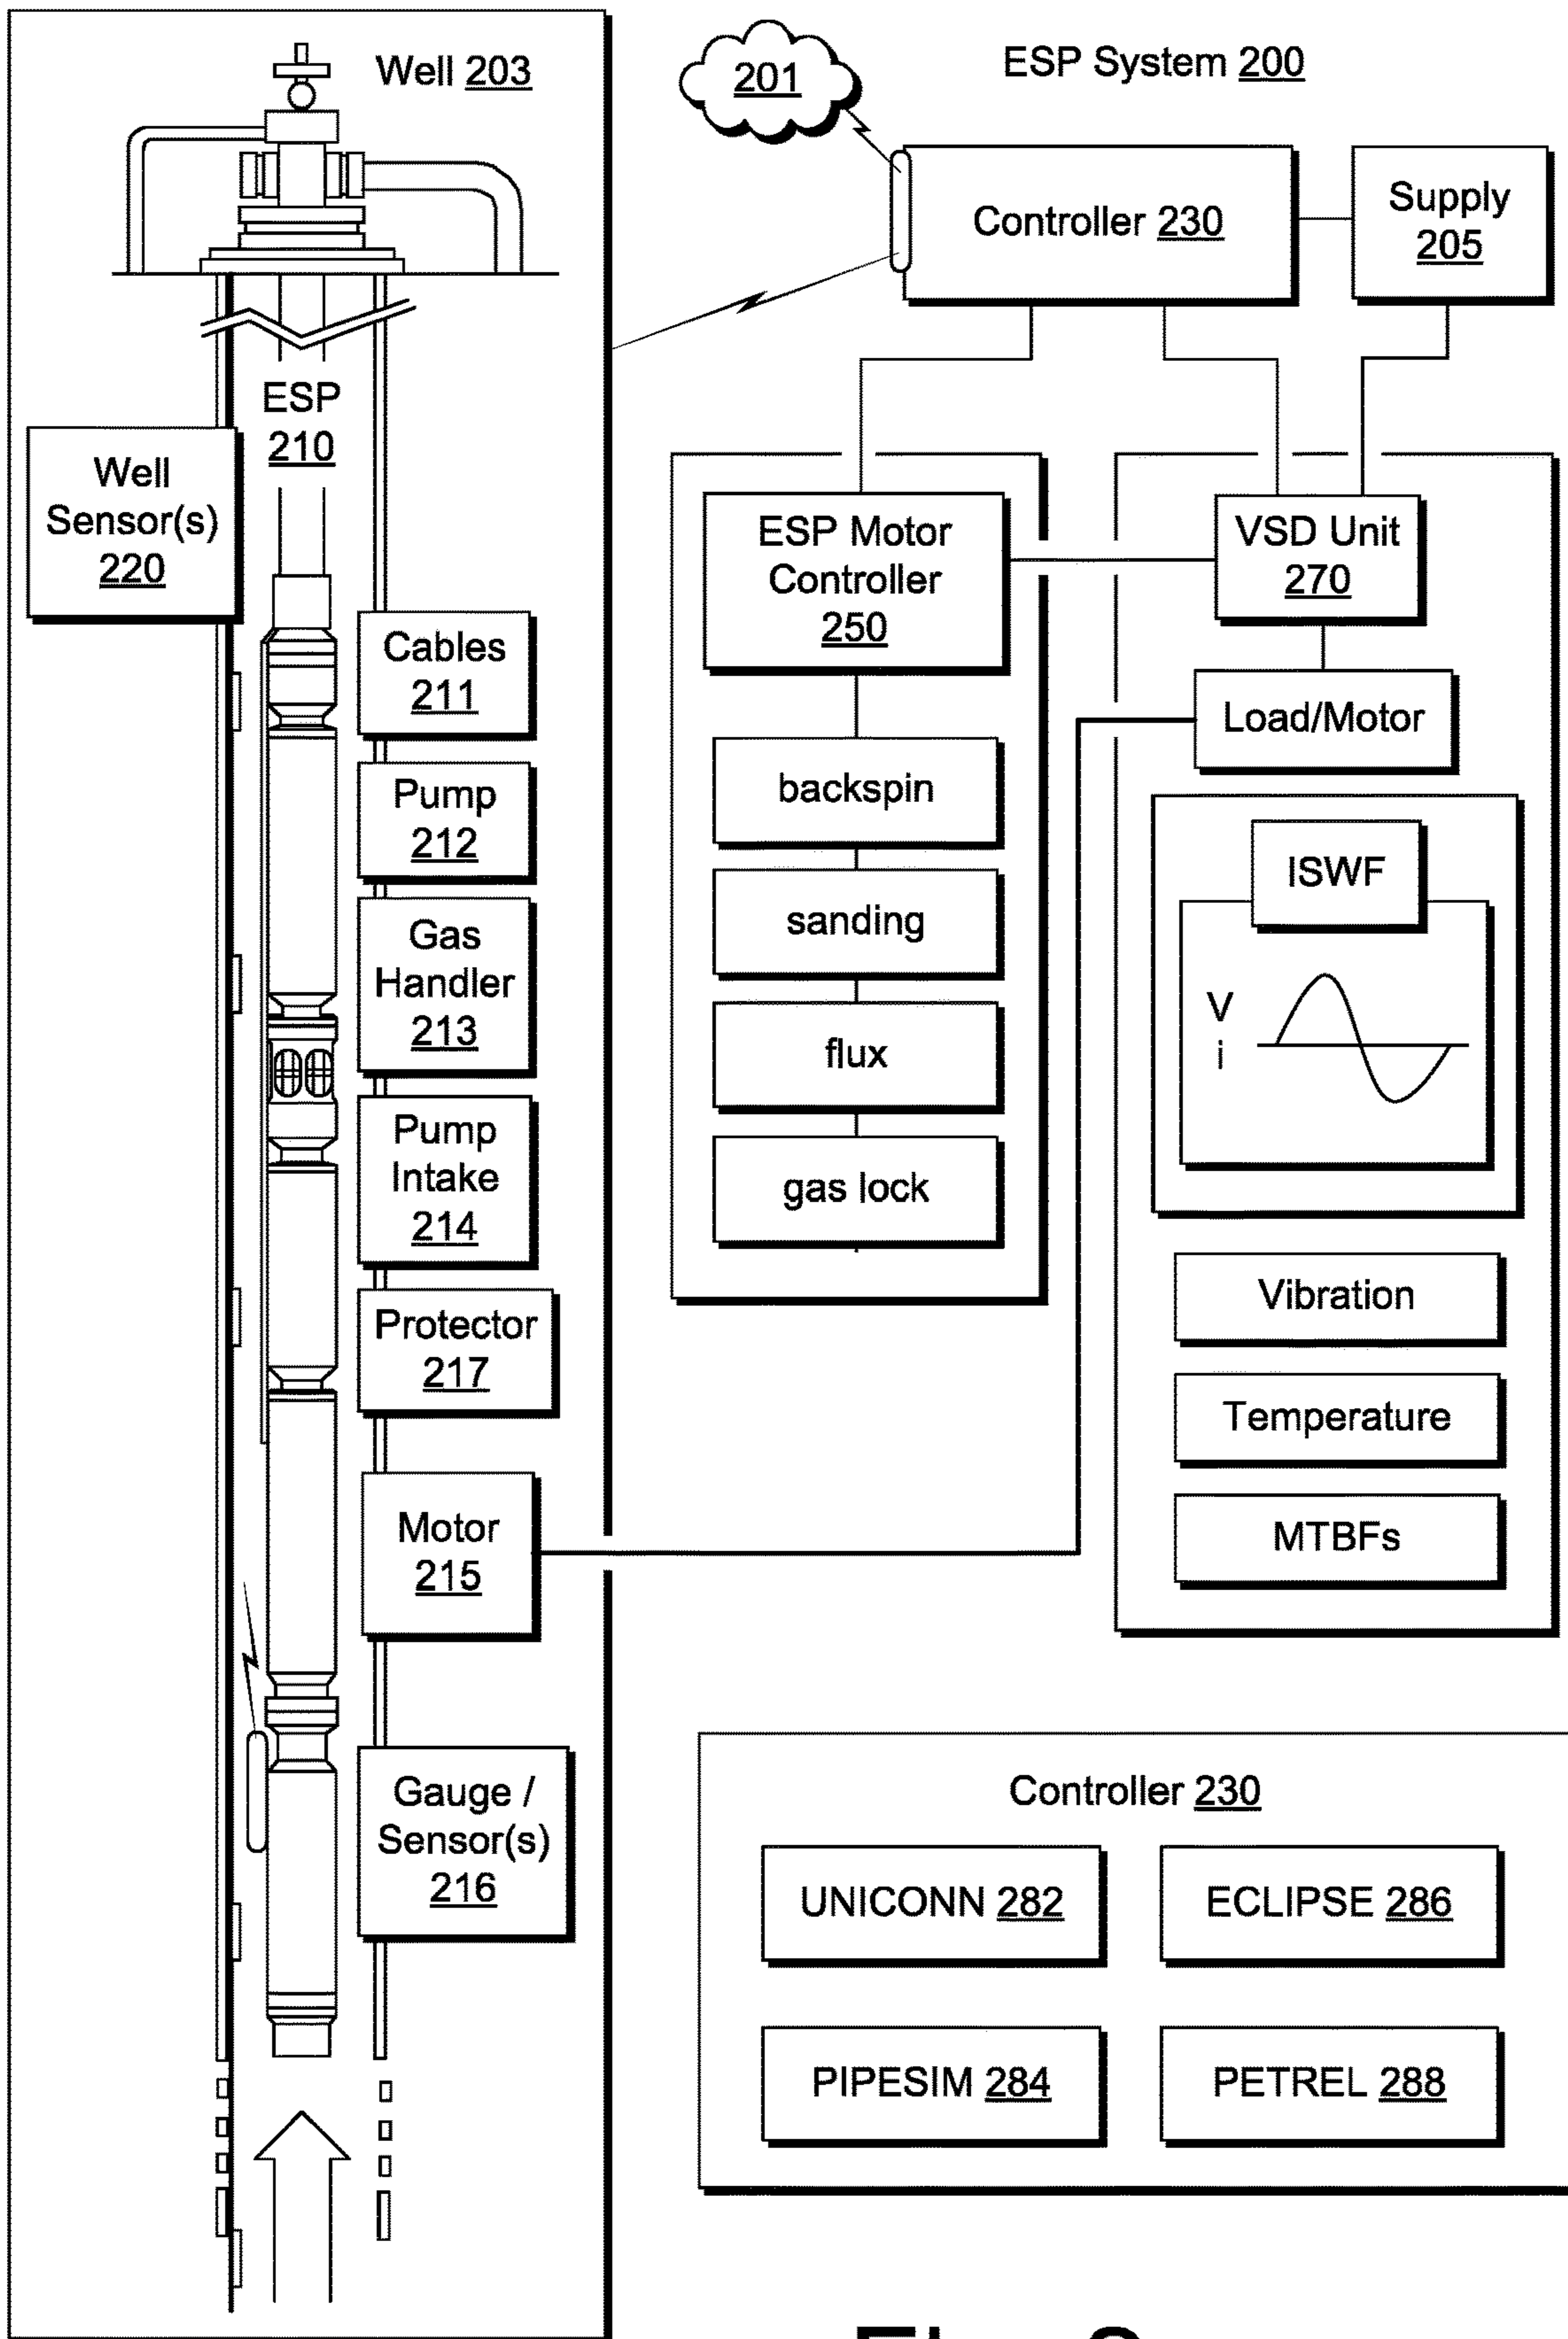 Well 203
201
ESP System 200
Controller 230
Supply
205
ESP
210
Well
Sensor(s)
220
Cables
211
Pump
212
Gas
Handler
213
Pump
Intake
214
Protector
217
Motor
215
Gauge /
Sensor(s)
216
ESP Motor
Controller
250
backspin
sanding
flux
gas lock
VSD Unit
270
Load/Motor
ISWF
V
i
Vibration
Temperature
MTBFs
Controller 230
UNICONN 282
ECLIPSE 286
PIPESIM 284
PETREL 288